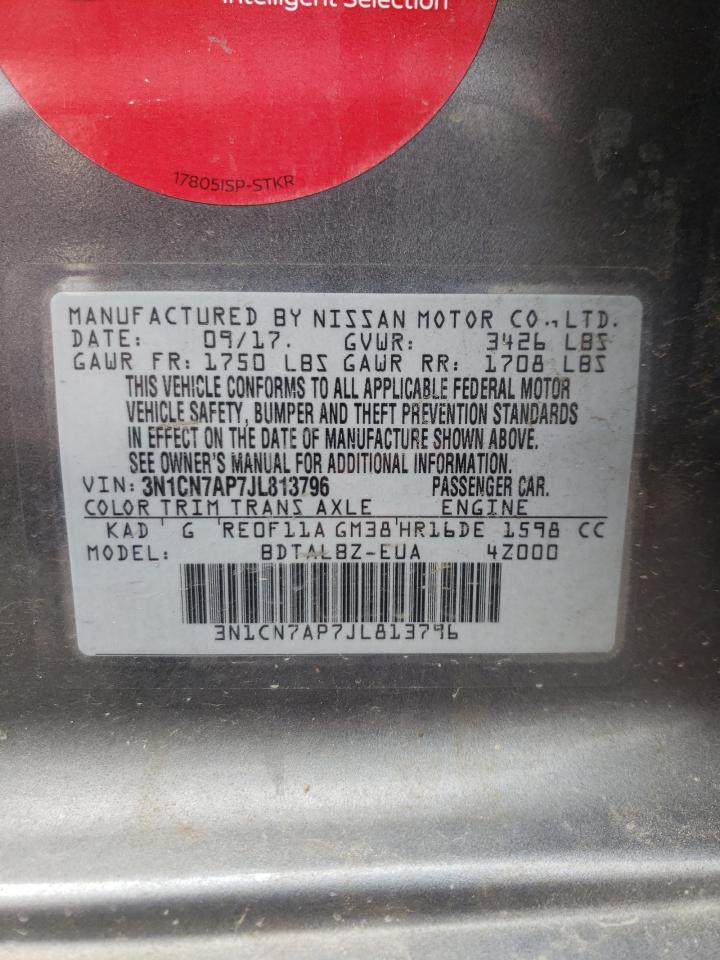 Intelligent Selection
17805ISP-STKR
MANUFACTURED BY NISSAN MOTOR CO., LTD.
DATE: 09/17. GVWR: 3426 LBS
GAWR FR: 1750 LBS GAWR RR: 1708 LBS
THIS VEHICLE CONFORMS TO ALL APPLICABLE FEDERAL MOTOR
VEHICLE SAFETY, BUMPER AND THEFT PREVENTION STANDARDS
IN EFFECT ON THE DATE OF MANUFACTURE SHOWN ABOVE.
SEE OWNER'S MANUAL FOR ADDITIONAL INFORMATION.
VIN: 3N1CN7AP7JL813796 PASSENGER CAR.
COLOR TRIM TRANS AXLE ENGINE
KAD G RE0F11A GM38 HR16DE 1598 CC
MODEL: BDTALBZ-EUA 4Z000
3N1CN7AP7JL813796